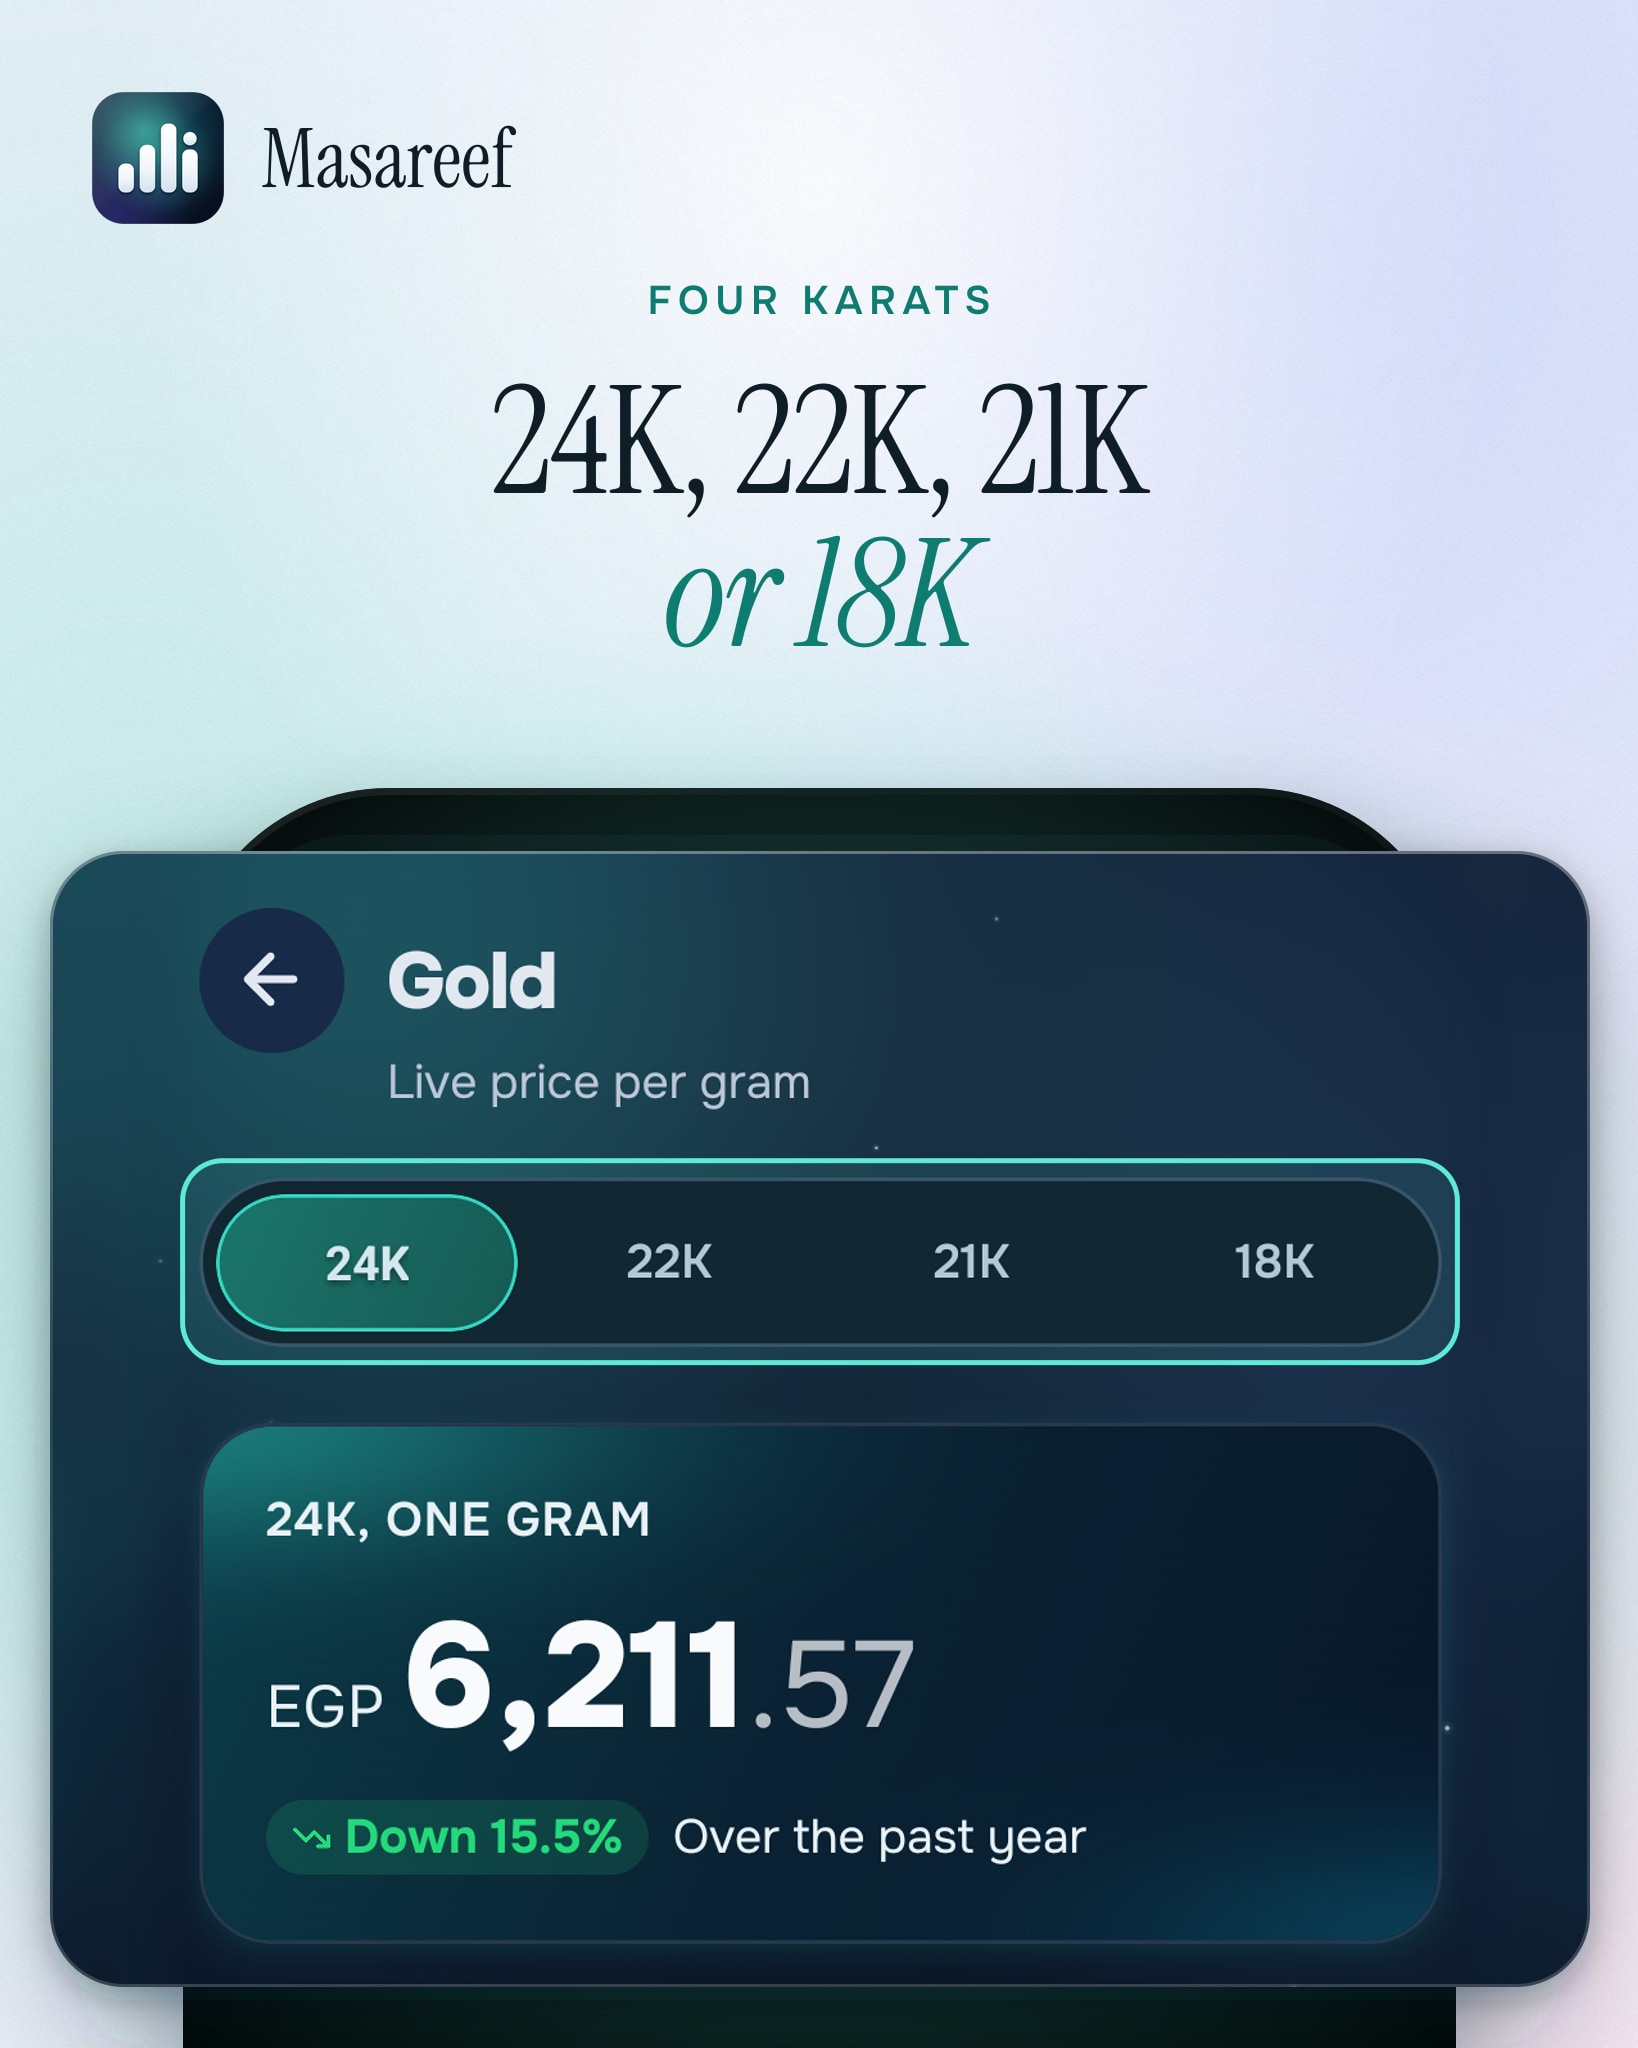 Masareef
FOUR KARATS
24K, 22K, 21K
or 18K
Gold
Live price per gram
24K 22K 21K 18K
24K, ONE GRAM
EGP 6,211.57
Down 15.5% Over the past year